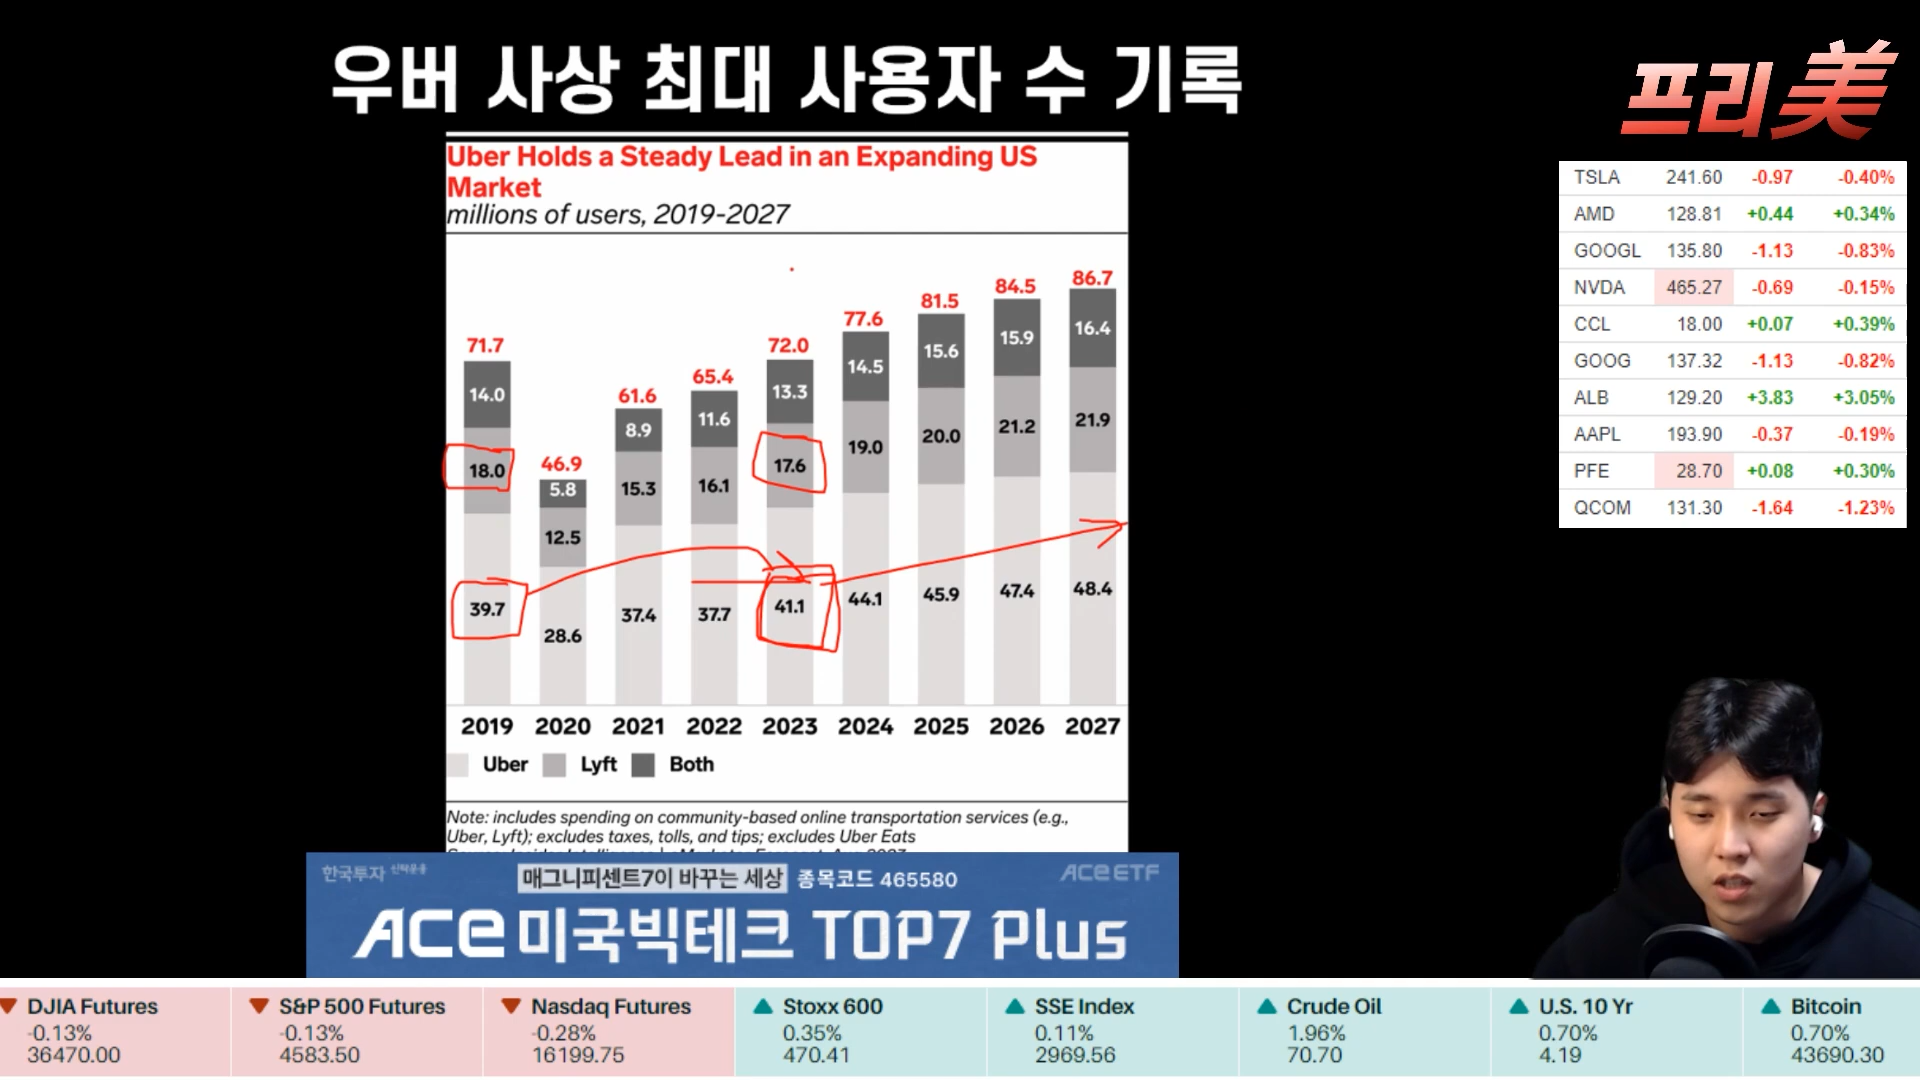 우버 사상 최대 사용자 수 기록
프리美
Uber Holds a Steady Lead in an Expanding US
Market
millions of users, 2019-2027
71.7 46.9 61.6 65.4 72.0 77.6 81.5 84.5 86.7
14.0 5.8 8.9 11.6 13.3 14.5 15.6 15.9 16.4
18.0 12.5 15.3 16.1 17.6 19.0 20.0 21.2 21.9
39.7 28.6 37.4 37.7 41.1 44.1 45.9 47.4 48.4
2019 2020 2021 2022 2023 2024 2025 2026 2027
Uber Lyft Both
Note: includes spending on community-based online transportation services (e.g.,
Uber, Lyft); excludes taxes, tolls, and tips; excludes Uber Eats
TSLA 241.60 -0.97 -0.40%
AMD 128.81 +0.44 +0.34%
GOOGL 135.80 -1.13 -0.83%
NVDA 465.27 -0.69 -0.15%
CCL 18.00 +0.07 +0.39%
GOOG 137.32 -1.13 -0.82%
ALB 129.20 +3.83 +3.05%
AAPL 193.90 -0.37 -0.19%
PFE 28.70 +0.08 +0.30%
QCOM 131.30 -1.64 -1.23%
한국투자 신탁운용 매그니피센트7이 바꾸는 세상 종목코드 465580 ACE ETF
ACE 미국빅테크 TOP7 Plus
DJIA Futures S&P 500 Futures Nasdaq Futures Stoxx 600 SSE Index Crude Oil U.S. 10 Yr Bitcoin
-0.13% -0.13% -0.28% 0.35% 0.11% 1.96% 0.70% 0.70%
36470.00 4583.50 16199.75 470.41 2969.56 70.70 4.19 43690.30